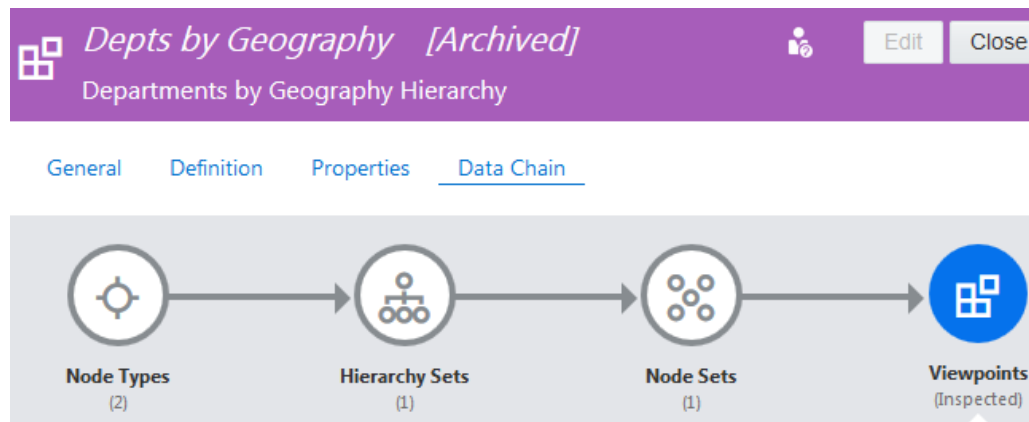 Depts by Geography [Archived]
Edit
Close
Departments by Geography Hierarchy
General
Definition
Properties
Data Chain
Node Types
Hierarchy Sets
Node Sets
Viewpoints
(2)
(1)
(1)
(Inspected)